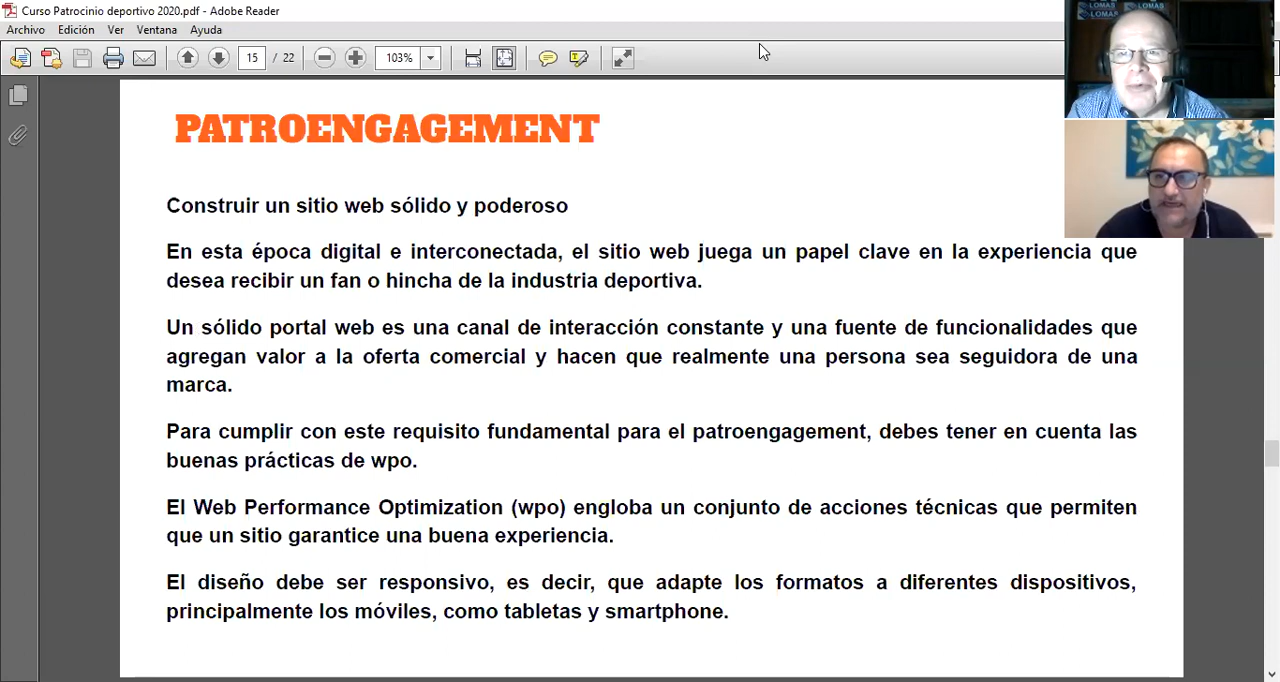 Curso Patrocinio deportivo 2020.pdf - Adobe Reader
Archivo Edición Ver Ventana Ayuda
15 / 22 103%
LOMAS
LOMAS
PATROENGAGEMENT
Construir un sitio web sólido y poderoso
En esta época digital e interconectada, el sitio web juega un papel clave en la experiencia que
desea recibir un fan o hincha de la industria deportiva.
Un sólido portal web es una canal de interacción constante y una fuente de funcionalidades que
agregan valor a la oferta comercial y hacen que realmente una persona sea seguidora de una
marca.
Para cumplir con este requisito fundamental para el patroengagement, debes tener en cuenta las
buenas prácticas de wpo.
El Web Performance Optimization (wpo) engloba un conjunto de acciones técnicas que permiten
que un sitio garantice una buena experiencia.
El diseño debe ser responsivo, es decir, que adapte los formatos a diferentes dispositivos,
principalmente los móviles, como tabletas y smartphone.